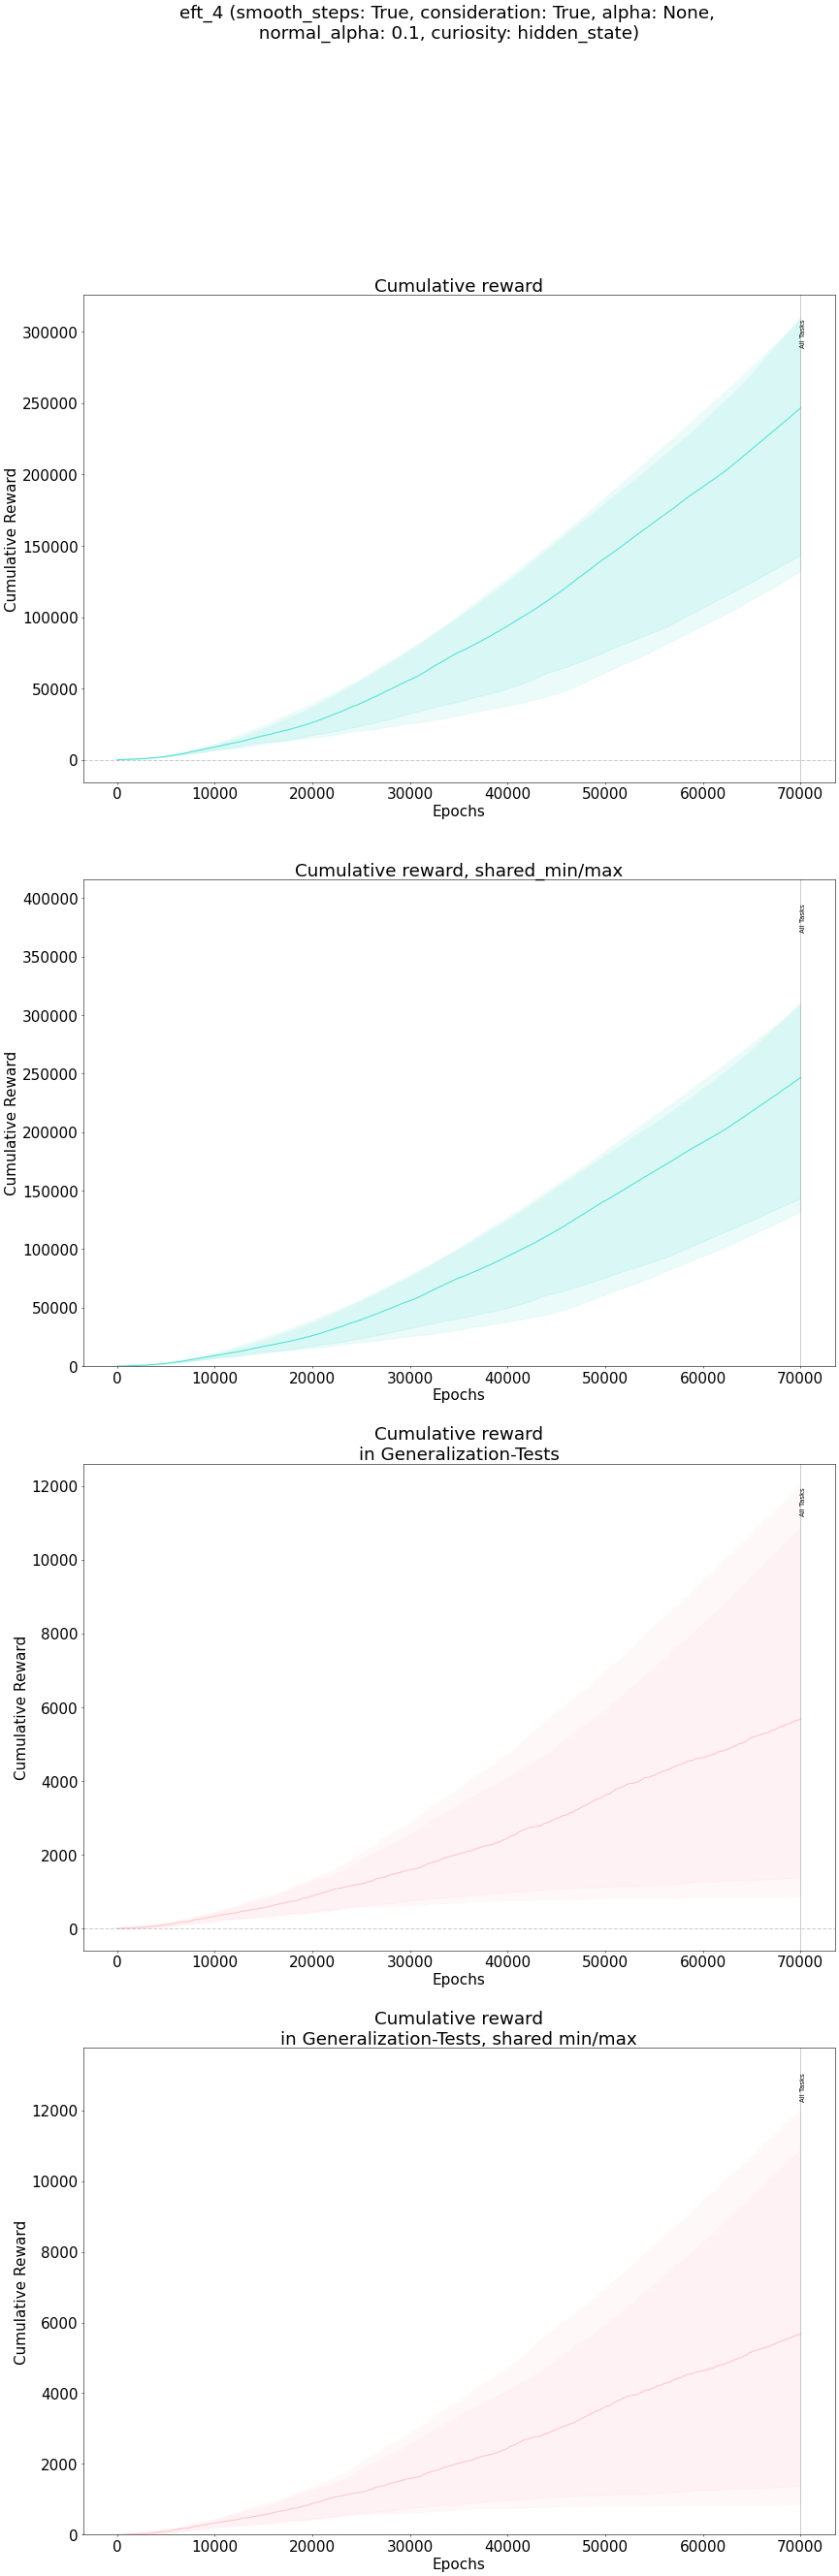 eft_4 (smooth_steps: True, consideration: True, alpha: None,
normal_alpha: 0.1, curiosity: hidden_state)
Cumulative reward
All Tasks
300000
250000
200000
150000
100000
50000
0
Cumulative Reward
0 10000 20000 30000 40000 50000 60000 70000
Epochs
Cumulative reward, shared_min/max
All Tasks
400000
350000
300000
250000
200000
150000
100000
50000
0
Cumulative Reward
0 10000 20000 30000 40000 50000 60000 70000
Epochs
Cumulative reward
in Generalization-Tests
All Tasks
12000
10000
8000
6000
4000
2000
0
Cumulative Reward
0 10000 20000 30000 40000 50000 60000 70000
Epochs
Cumulative reward
in Generalization-Tests, shared min/max
All Tasks
12000
10000
8000
6000
4000
2000
0
Cumulative Reward
0 10000 20000 30000 40000 50000 60000 70000
Epochs